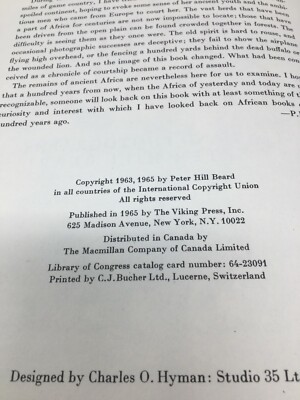 miles of game country, I have
spoiled continent, hoping to evoke some sense of her ancient youth and the
tious men who came from Europe to court her. The vast herds that
a part of Africa for centuries are not now impossible to locate; those that have
been driven from the open plain can be found crowded together in forests. The
difficulty is seeing them as they once were. The old spirit is hard to rouse, and
occasional photographic successes are deceptive; they fail to show the airplane
flying high overhead, or the fencing a hundred yards behind the dead buffalo
the wounded lion. And so the image of this book changed. What had been con-
ceived as a chronicle of courtship became a record of assault.
The remains of ancient Africa are nevertheless here for us to examine. I
that a hundred years from now, when the Africa of yesterday and today are
recognizable, someone will look back on this book with at least something of
curiosity and interest with which I have looked back on African books
hundred years ago.
—P.
Copyright 1963, 1965 by Peter Hill Beard
in all countries of the International Copyright Union
All rights reserved
Published in 1965 by The Viking Press, Inc.
625 Madison Avenue, New York, N.Y. 10022
Distributed in Canada by
The Macmillan Company of Canada Limited
Library of Congress catalog card number: 64-23091
Printed by C.J.Bucher Ltd., Lucerne, Switzerland
Designed by Charles O. Hyman: Studio 35 Lt